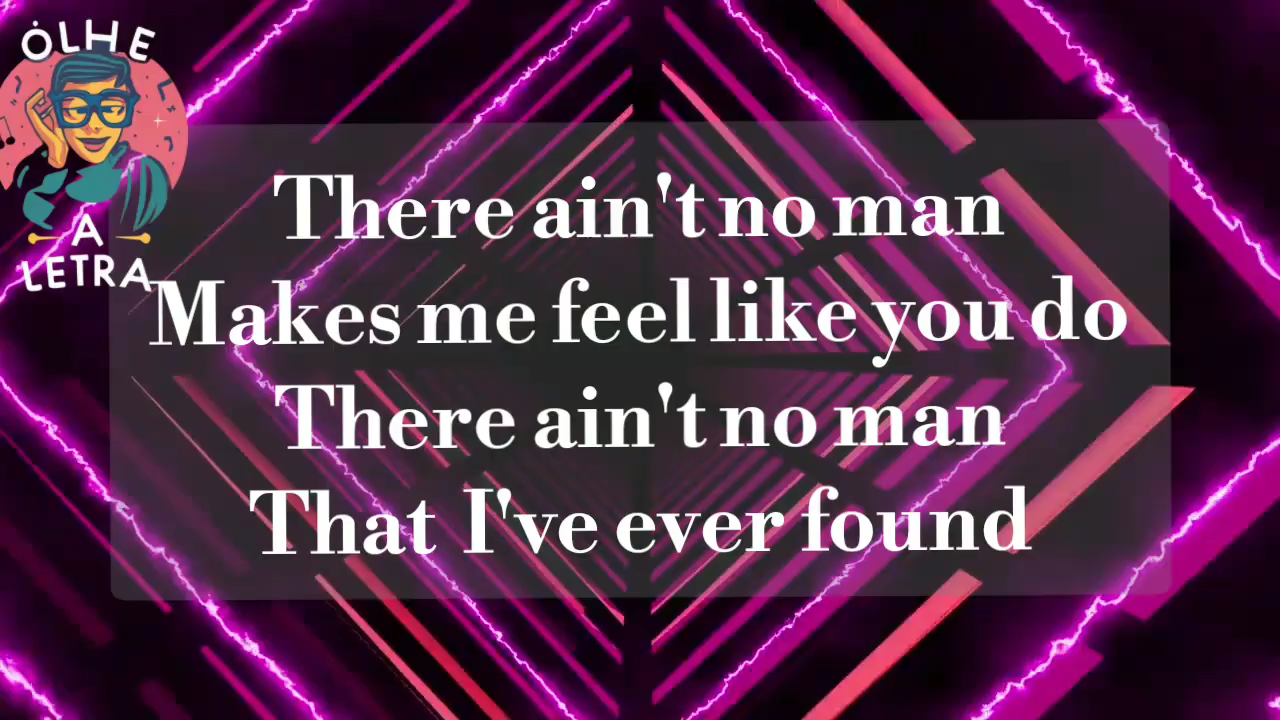 OLHE
A
LETRA
There ain't no man
Makes me feel like you do
There ain't no man
That I've ever found